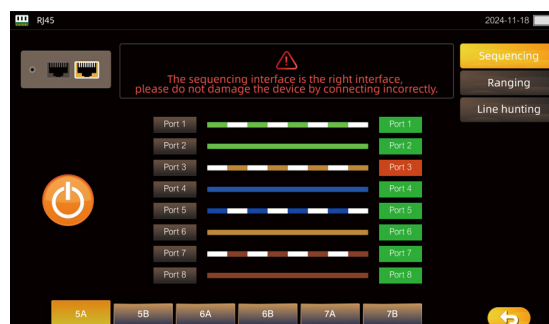 RJ45
2024-11-18
The sequencing interface is the right interface,
please do not damage the device by connecting incorrectly.
Sequencing
Ranging
Line hunting
Port 1 Port 1
Port 2 Port 2
Port 3 Port 3
Port 4 Port 4
Port 5 Port 5
Port 6 Port 6
Port 7 Port 7
Port 8 Port 8
5A 5B 6A 6B 7A 7B